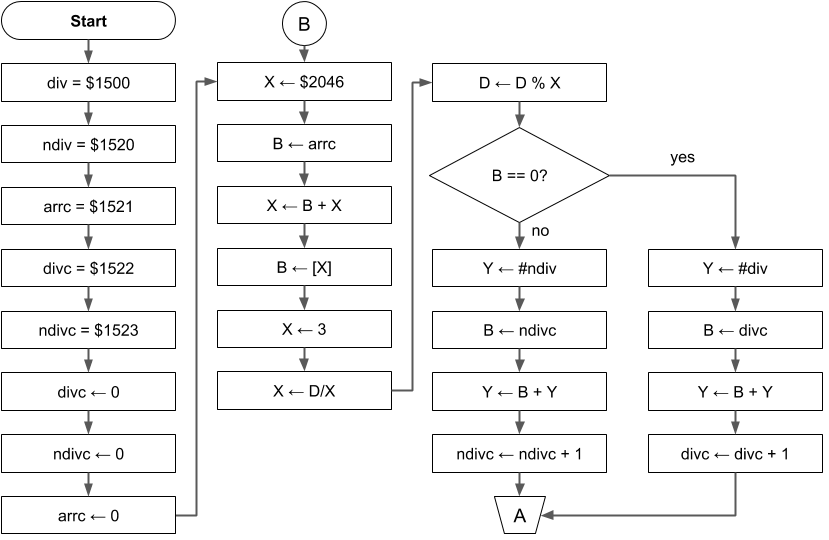 Start
div = $1500
ndiv = $1520
arrc = $1521
divc = $1522
ndivc = $1523
divc ← 0
ndivc ← 0
arrc ← 0
B
X ← $2046
B ← arrc
X ← B + X
B ← [X]
X ← 3
X ← D/X
D ← D % X
B == 0?
yes
no
Y ← #ndiv
B ← ndivc
Y ← B + Y
ndivc ← ndivc + 1
Y ← #div
B ← divc
Y ← B + Y
divc ← divc + 1
A